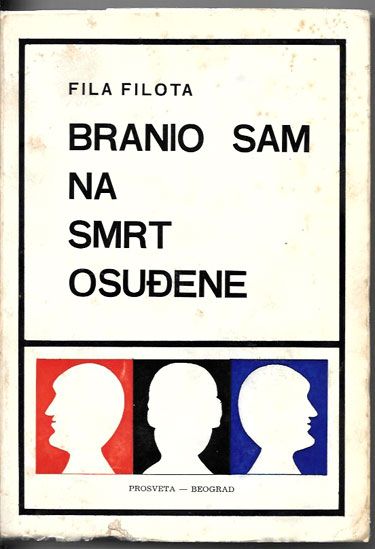 FILA FILOTA
BRANIO SAM
NA
SMRT
OSUĐENE
PROSVETA — BEOGRAD